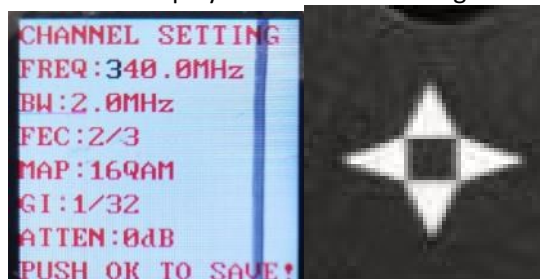 CHANNEL SETTING
FREQ:340.0MHz
BW:2.0MHz
FEC:2/3
MAP:16QAM
GI:1/32
ATTEN:0dB
PUSH OK TO SAVE!